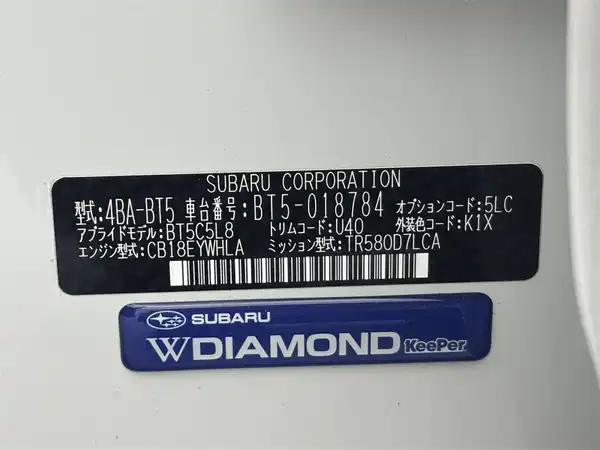 SUBARU CORPORATION
型式:4BA-BT5 車台番号:BT5-018784 オプションコード:5LC
アプライドモデル:BT5C5L8 トリムコード:U40 外装色コード:K1X
エンジン型式:CB18EYWHLA ミッション型式:TR580D7LCA
SUBARU
WDIAMOND KeePer